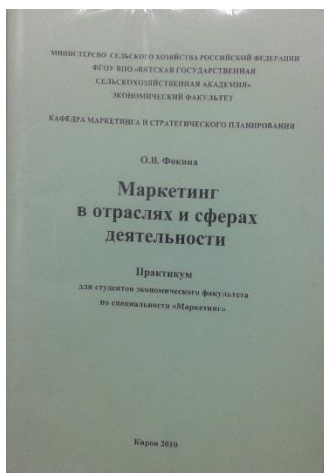 МИНИСТЕРСТВО СЕЛЬСКОГО ХОЗЯЙСТВА РОССИЙСКОЙ ФЕДЕРАЦИИ
ФГОУ ВПО «ВЯТСКАЯ ГОСУДАРСТВЕННАЯ
СЕЛЬСКОХОЗЯЙСТВЕННАЯ АКАДЕМИЯ»
ЭКОНОМИЧЕСКИЙ ФАКУЛЬТЕТ
КАФЕДРА МАРКЕТИНГА И СТРАТЕГИЧЕСКОГО ПЛАНИРОВАНИЯ
О.В. Фокина
Маркетинг
в отраслях и сферах
деятельности
Практикум
для студентов экономического факультета
по специальности «Маркетинг»
Киров 2010